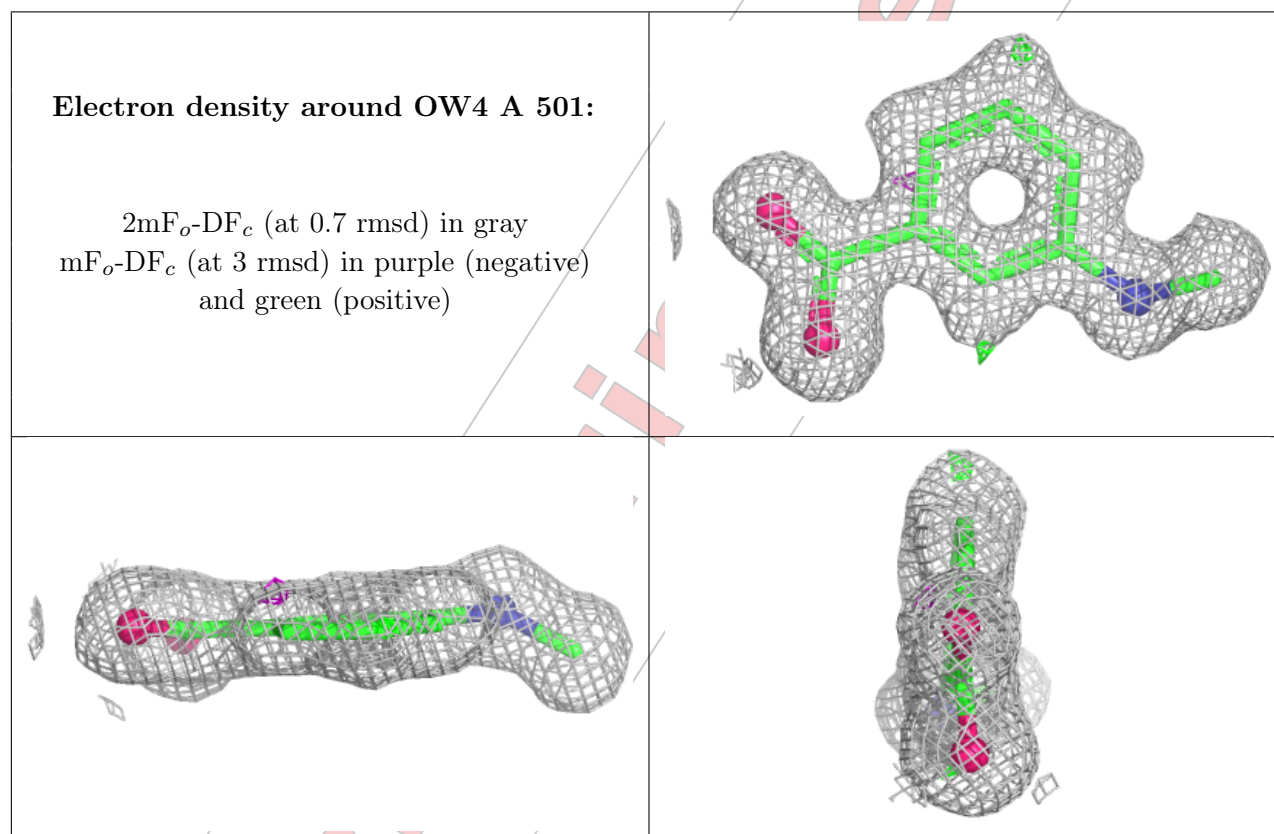 Electron density around OW4 A 501:
2mFo-DFc (at 0.7 rmsd) in gray
mFo-DFc (at 3 rmsd) in purple (negative)
and green (positive)